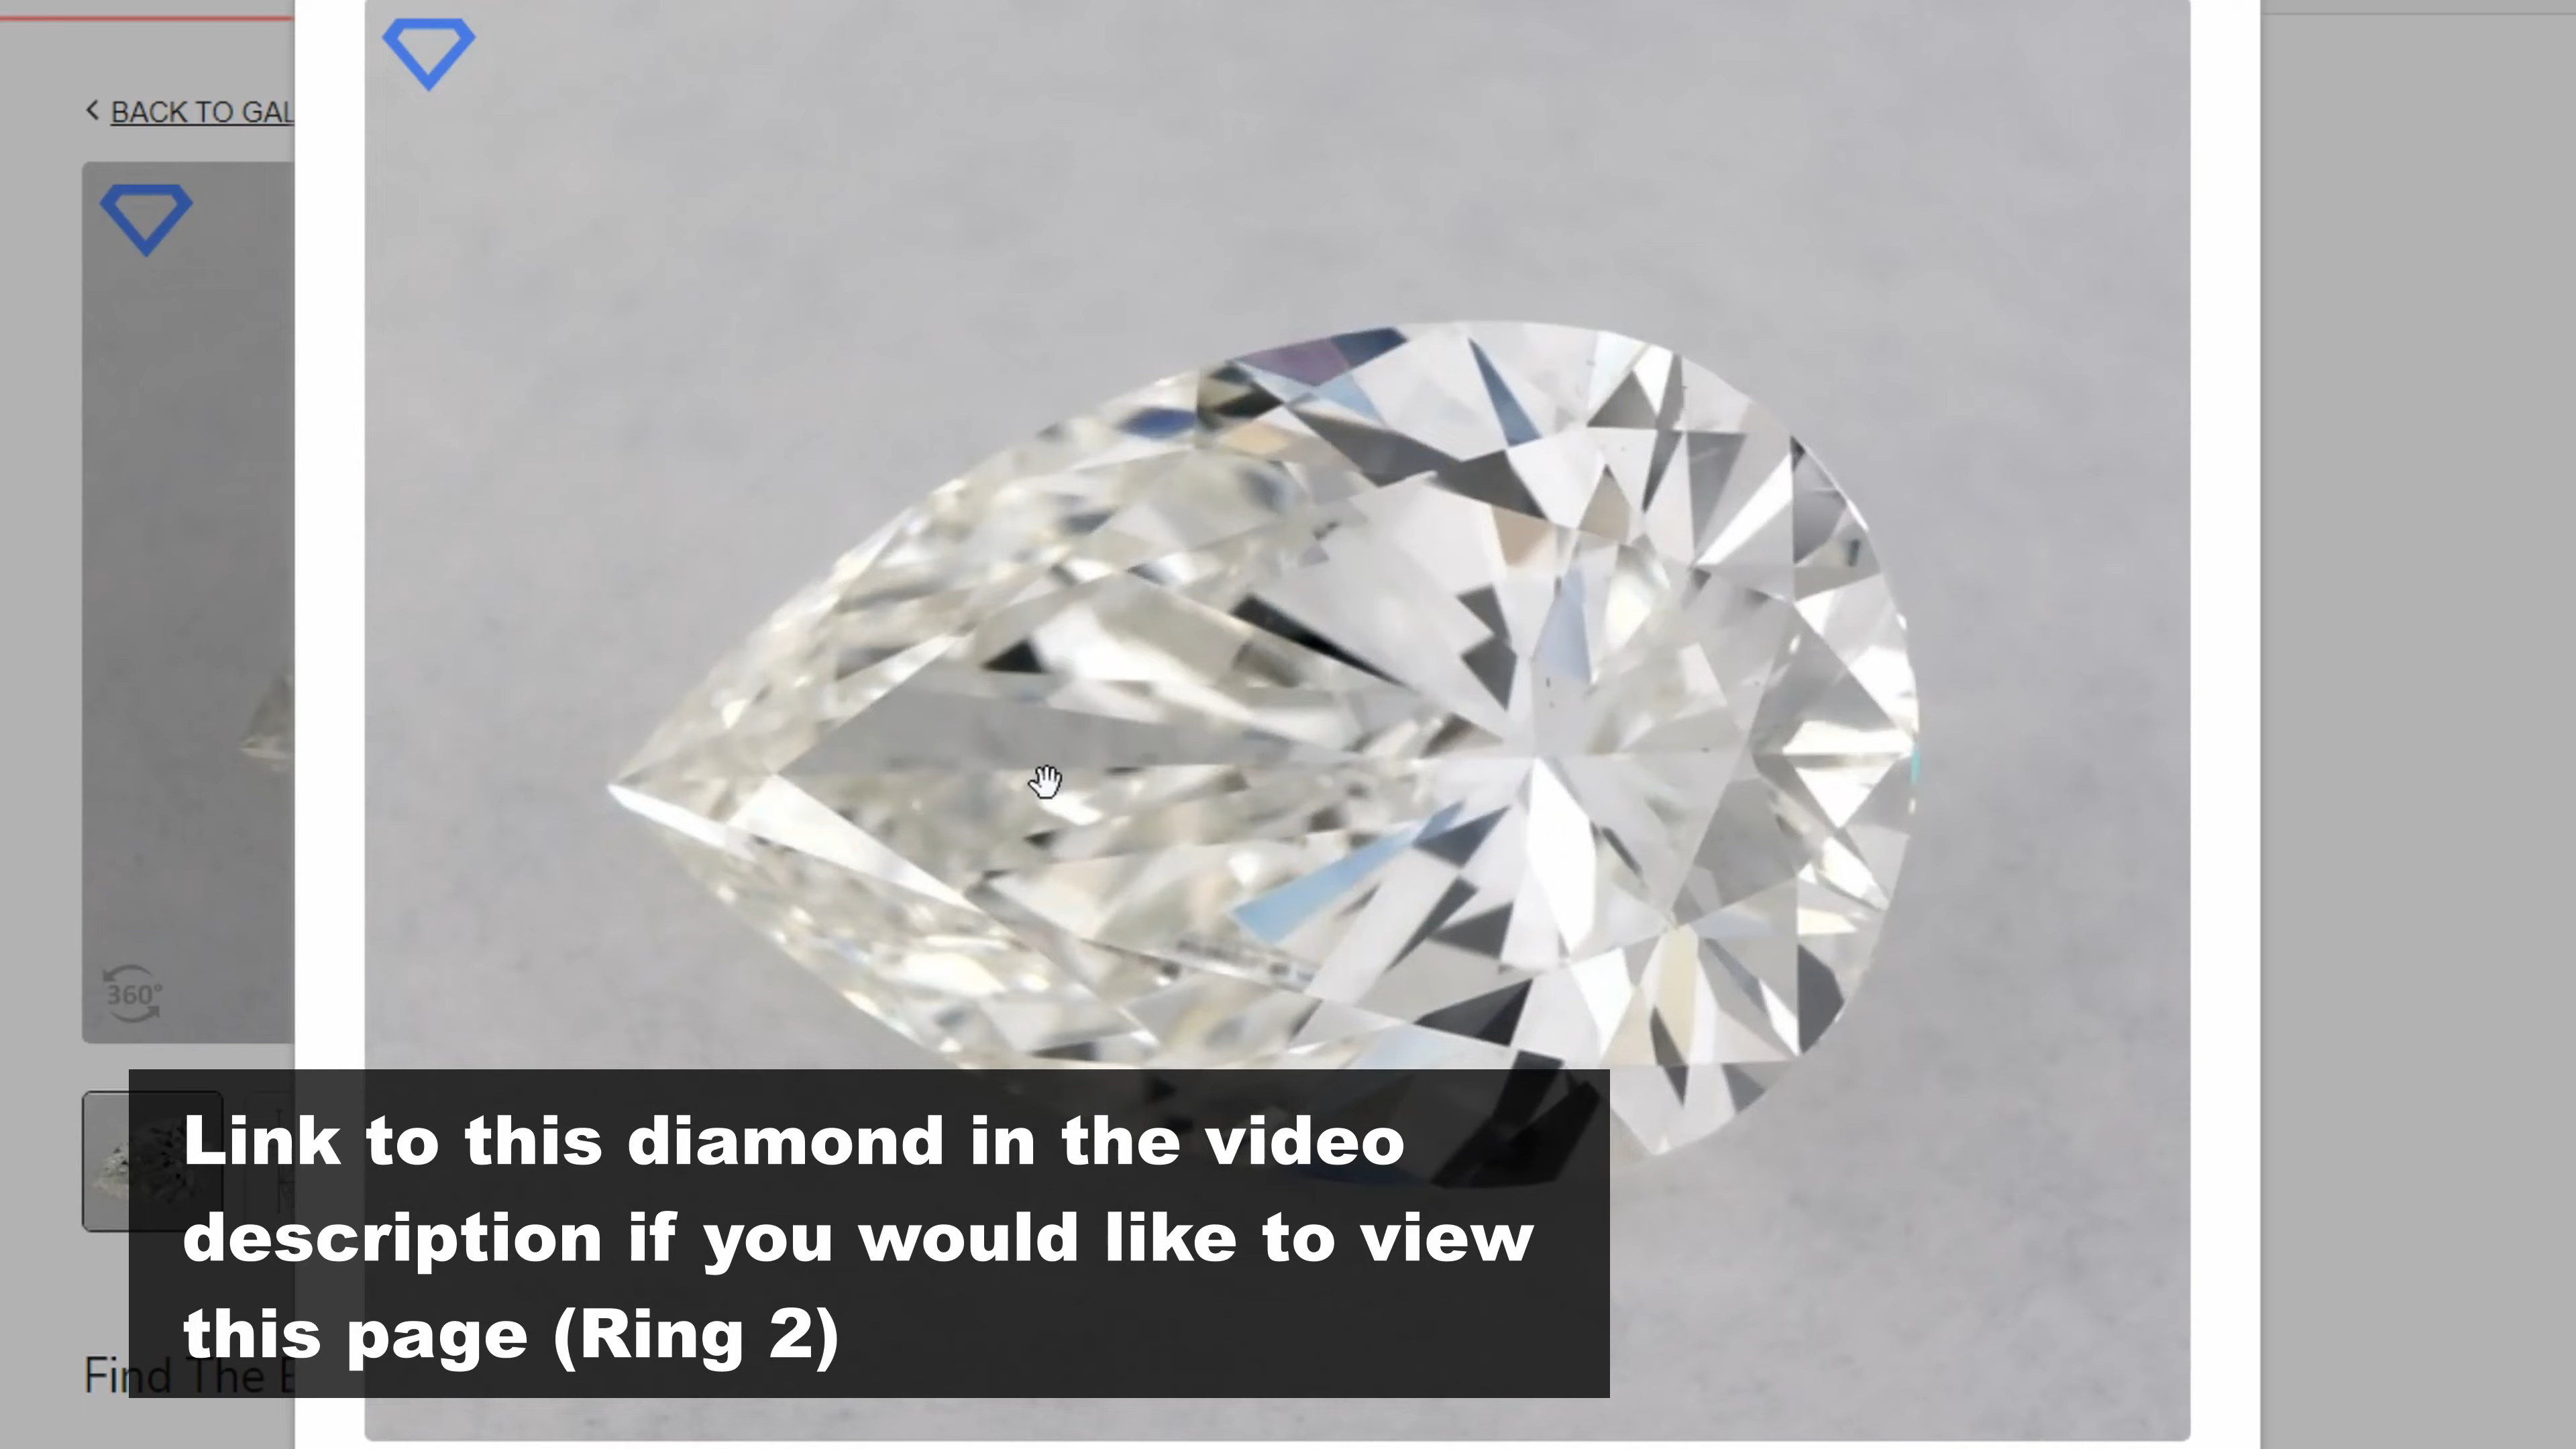 BACK TO GAL
360°
Link to this diamond in the video
description if you would like to view
this page (Ring 2)
Find The